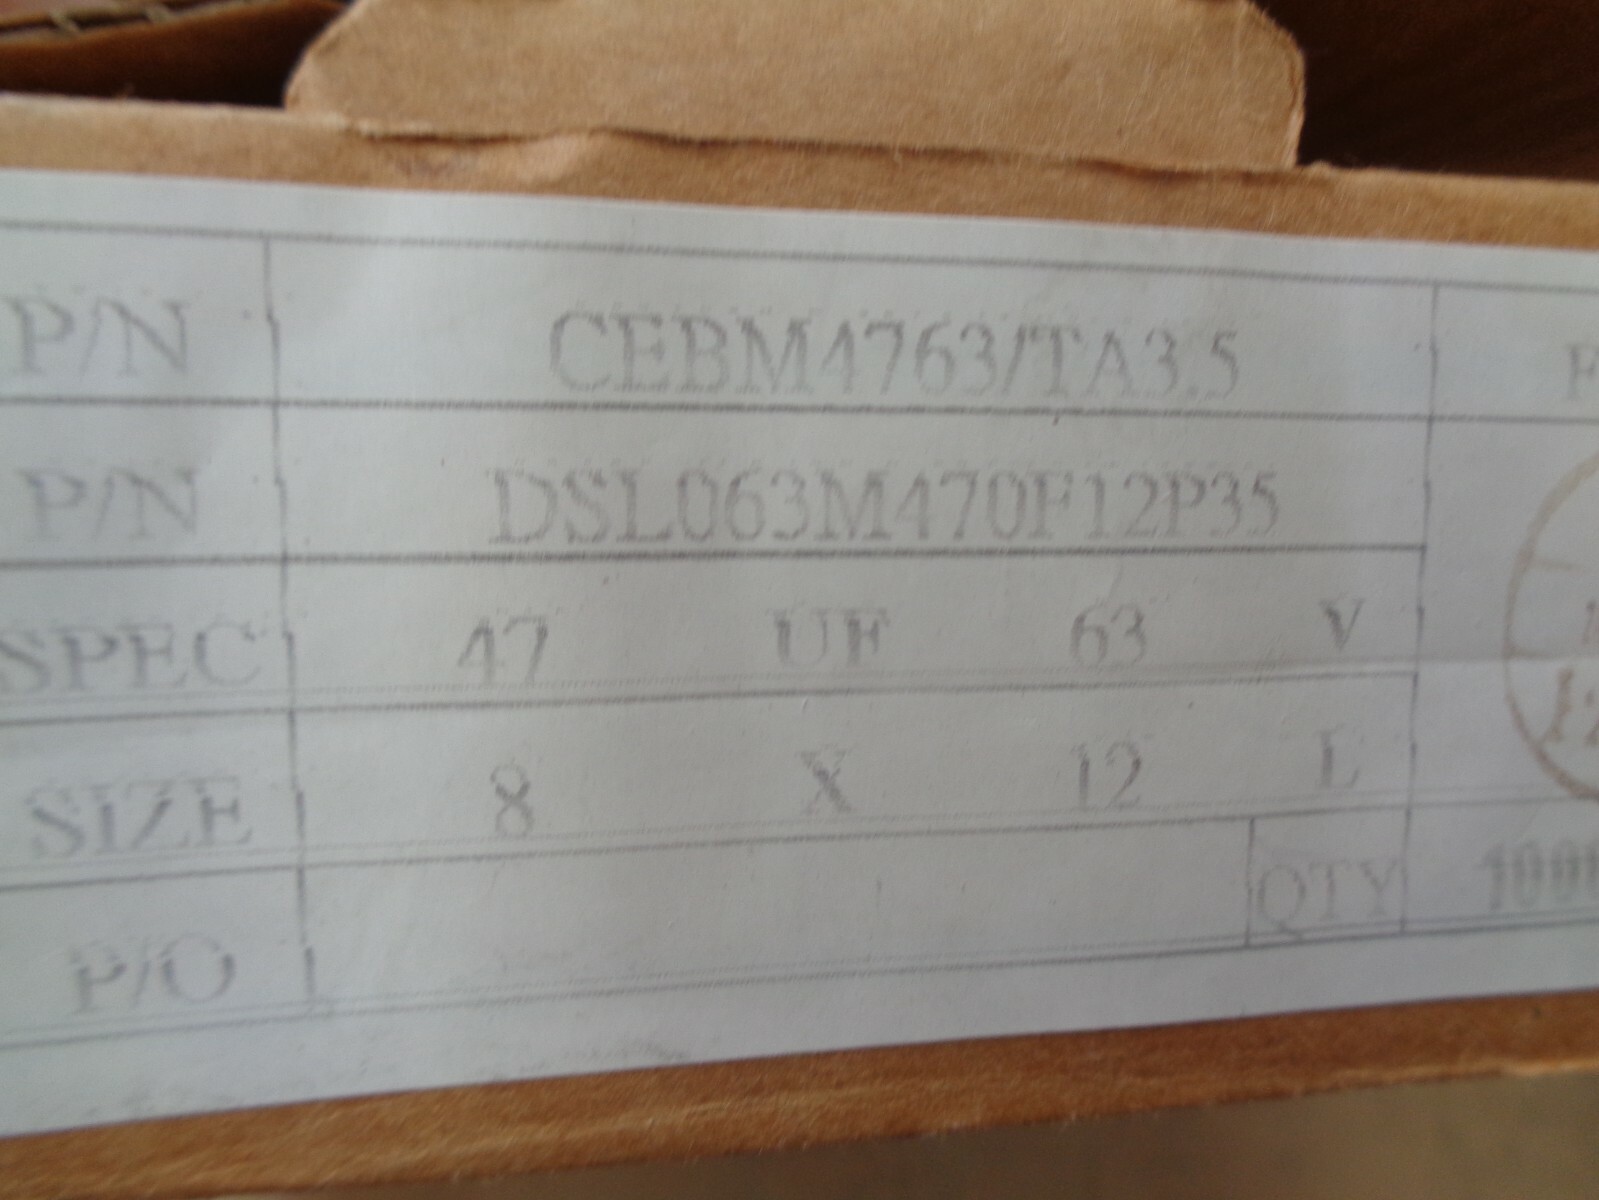 P/N CEBM4763/TA3.5 F
P/N DSL063M470F12P35
SPEC 47 UF 63 V
SIZE 8 X 12 L
P/O QTY